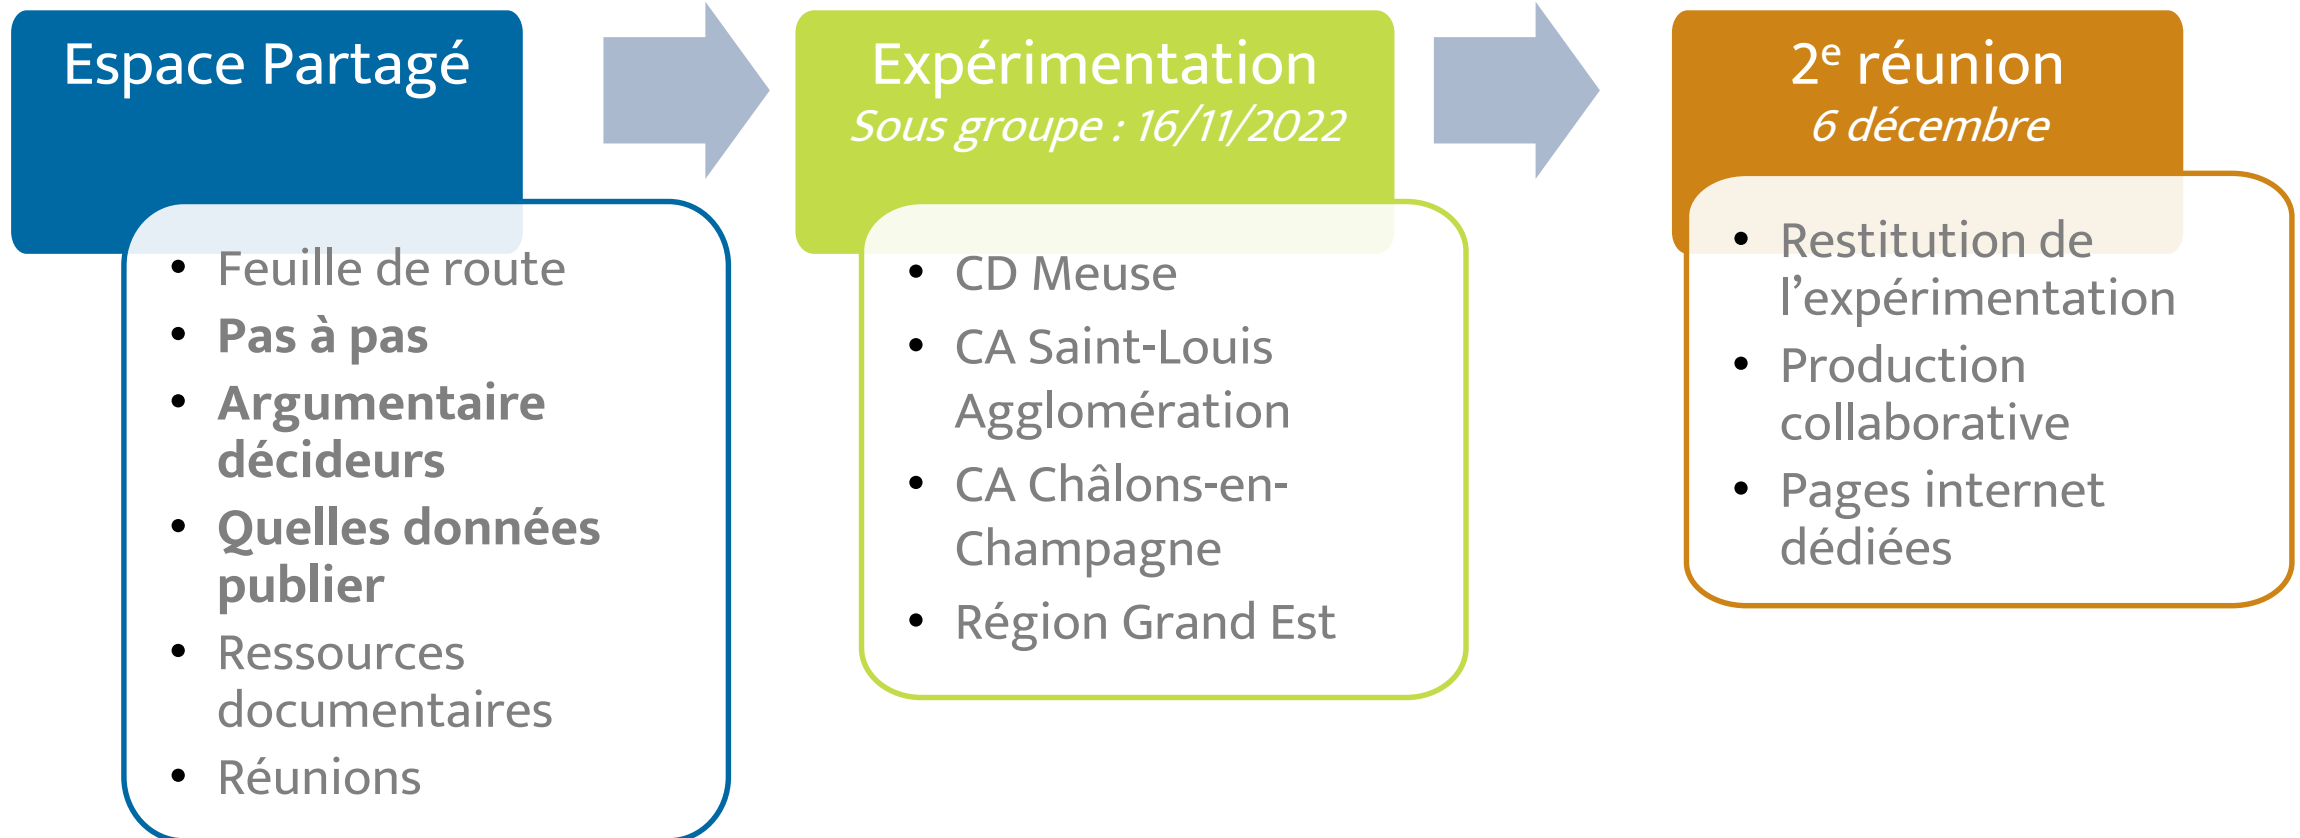 Espace Partagé
• Feuille de route
• Pas à pas
• Argumentaire
décideurs
• Quelles données
publier
• Ressources
documentaires
• Réunions
Expérimentation
Sous groupe : 16/11/2022
• CD Meuse
• CA Saint-Louis
Agglomération
• CA Châlons-en-
Champagne
• Région Grand Est
2e réunion
6 décembre
• Restitution de
l’expérimentation
• Production
collaborative
• Pages internet
dédiées